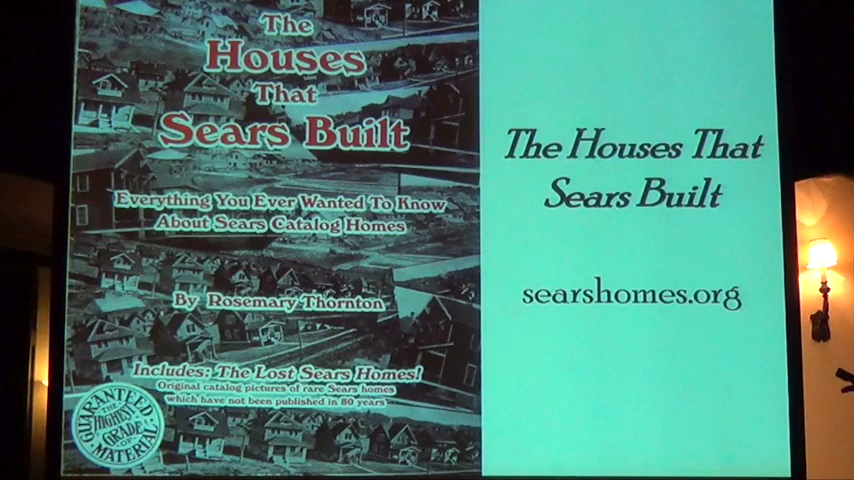 The
Houses
That
Sears Built
Everything You Ever Wanted To Know
About Sears Catalog Homes
By Rosemary Thornton
Includes: The Lost Sears Homes!
Original catalog pictures of rare Sears homes
which have not been published in 80 years
GUARANTEED
THE
HIGHEST
GRADE
OF
MATERIAL
The Houses That
Sears Built
searshomes.org